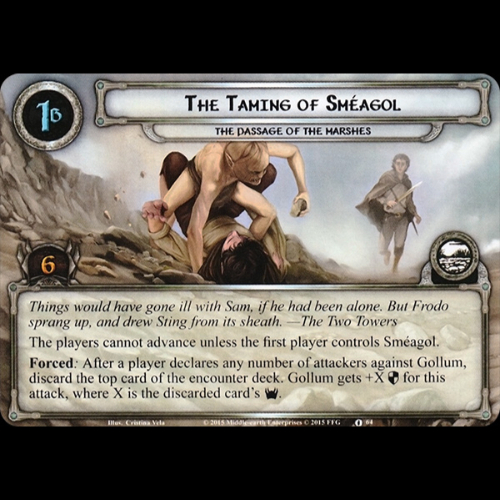 1B
The Taming of Sméagol
The Passage of the Marshes
6
Things would have gone ill with Sam, if he had been alone. But Frodo
sprang up, and drew Sting from its sheath. —The Two Towers
The players cannot advance unless the first player controls Sméagol.
Forced: After a player declares any number of attackers against Gollum,
discard the top card of the encounter deck. Gollum gets +X for this
attack, where X is the discarded card's .
Illus. Cristina Vela © 2015 Middle-earth Enterprises © 2015 FFG 64